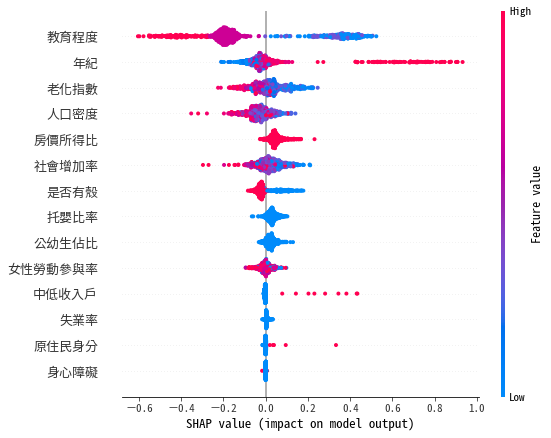 High
教育程度
年紀
老化指數
人口密度
房價所得比
社會增加率
是否有殼
托嬰比率
公幼生佔比
女性勞動參與率
中低收入戶
失業率
原住民身分
身心障礙
Feature value
Low
−0.6 −0.4 −0.2 0.0 0.2 0.4 0.6 0.8 1.0
SHAP value (impact on model output)